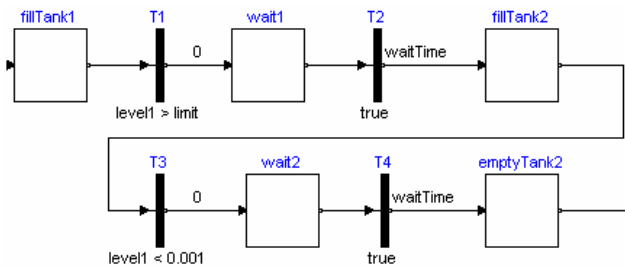 fillTank1 T1 wait1 T2 fillTank2
0 waitTime
level1 > limit true
T3 wait2 T4 emptyTank2
0 waitTime
level1 < 0.001 true